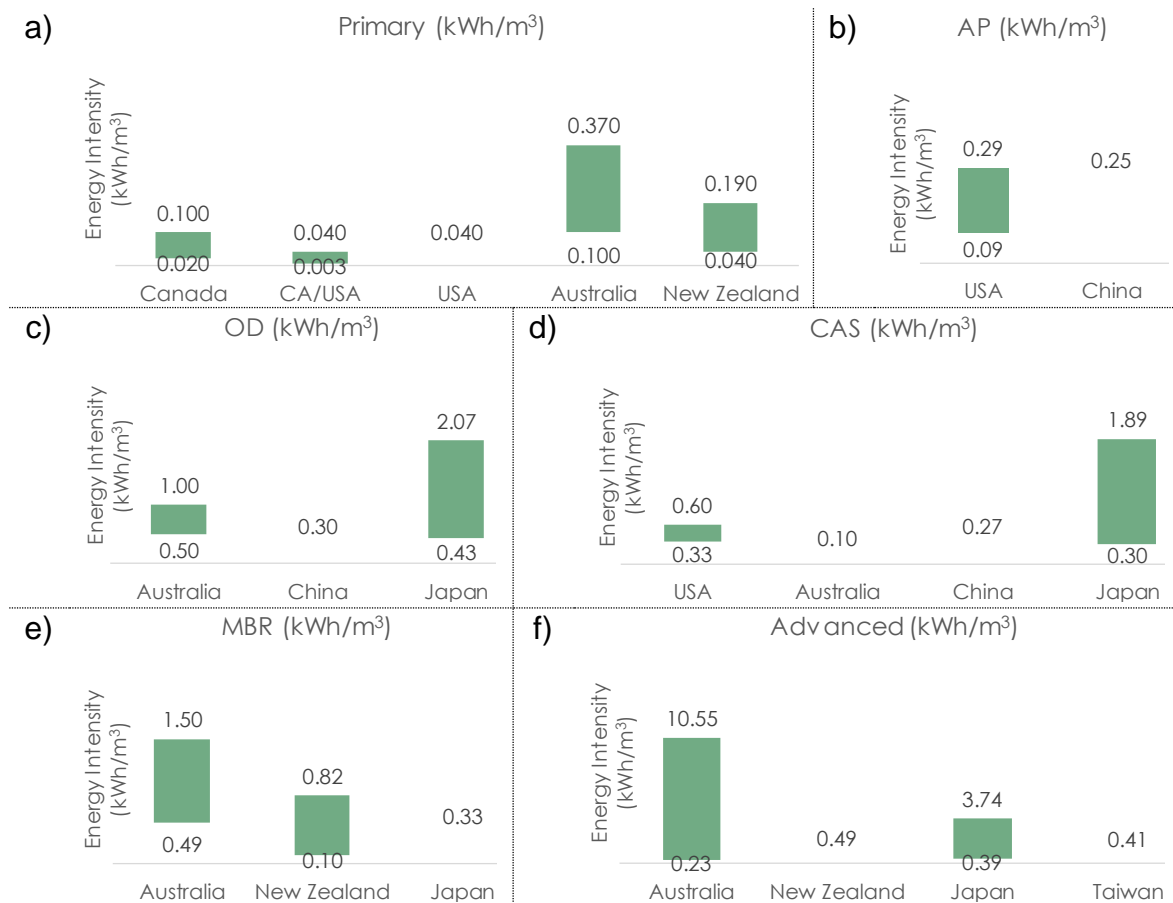 a)
Primary (kWh/m³)
Energy Intensity
(kWh/m³)
0.100
0.020
0.040
0.003
0.040
0.370
0.100
0.190
0.040
Canada
CA/USA
USA
Australia
New Zealand
b)
AP (kWh/m³)
Energy Intensity
(kWh/m³)
0.29
0.09
0.25
USA
China
c)
OD (kWh/m³)
Energy Intensity
(kWh/m³)
1.00
0.50
0.30
2.07
0.43
Australia
China
Japan
d)
CAS (kWh/m³)
Energy Intensity
(kWh/m³)
0.60
0.33
0.10
0.27
1.89
0.30
USA
Australia
China
Japan
e)
MBR (kWh/m³)
Energy Intensity
(kWh/m³)
1.50
0.49
0.82
0.10
0.33
Australia
New Zealand
Japan
f)
Advanced (kWh/m³)
Energy Intensity
(kWh/m³)
10.55
0.23
0.49
3.74
0.39
0.41
Australia
New Zealand
Japan
Taiwan